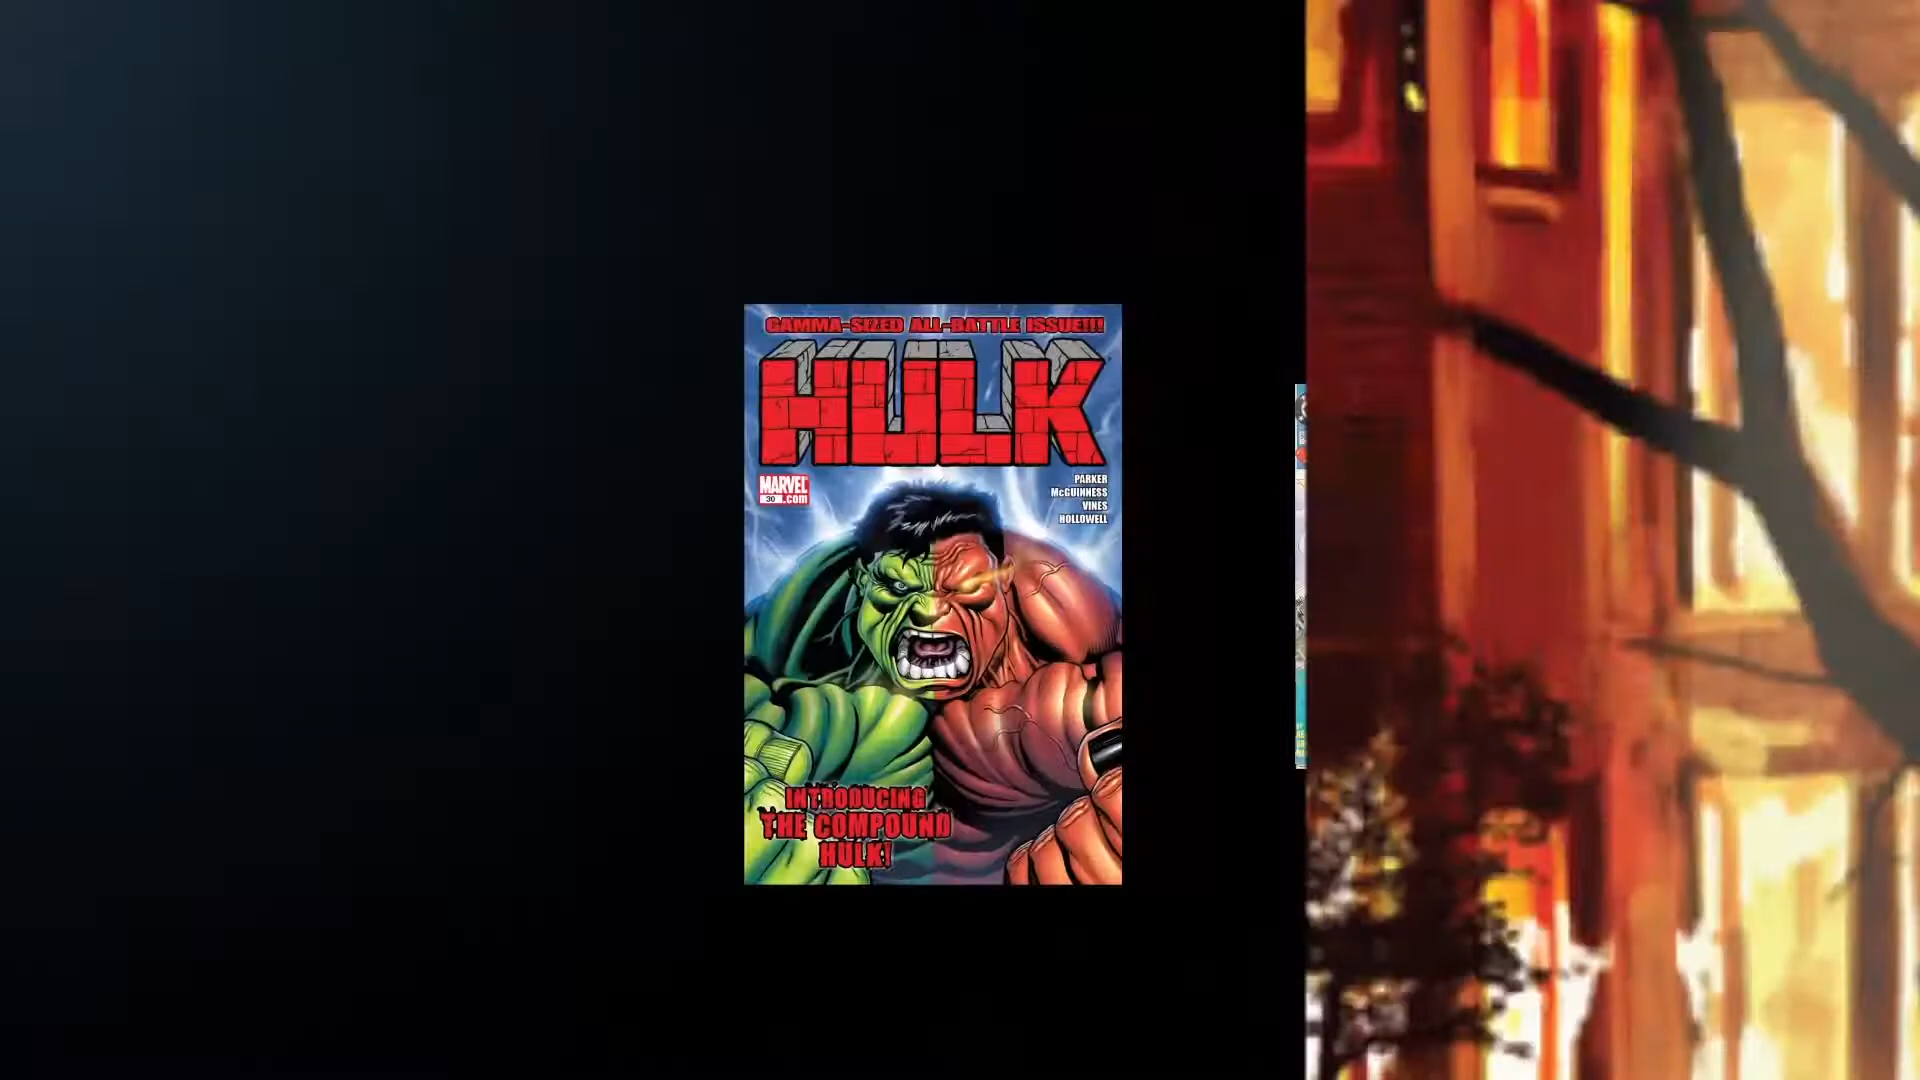 GAMMA-SIZED ALL-BATTLE ISSUE!!!
HULK
MARVEL
30 .com
PARKER
McGUINNESS
VINES
HOLLOWELL
INTRODUCING
THE COMPOUND
HULK!